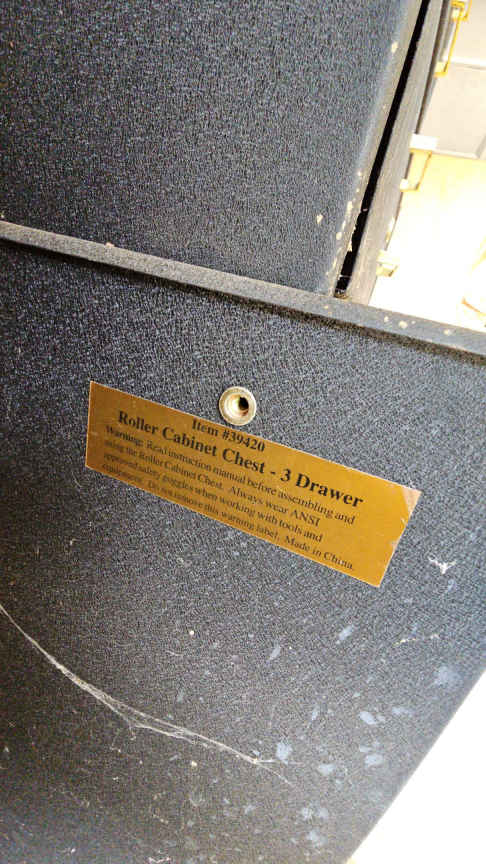 Item #39420
Roller Cabinet Chest - 3 Drawer
Warning: Read instruction manual before assembling and
using the Roller Cabinet Chest. Always wear ANSI
approved safety goggles when working with tools and
equipment. Do not remove this warning label. Made in China.